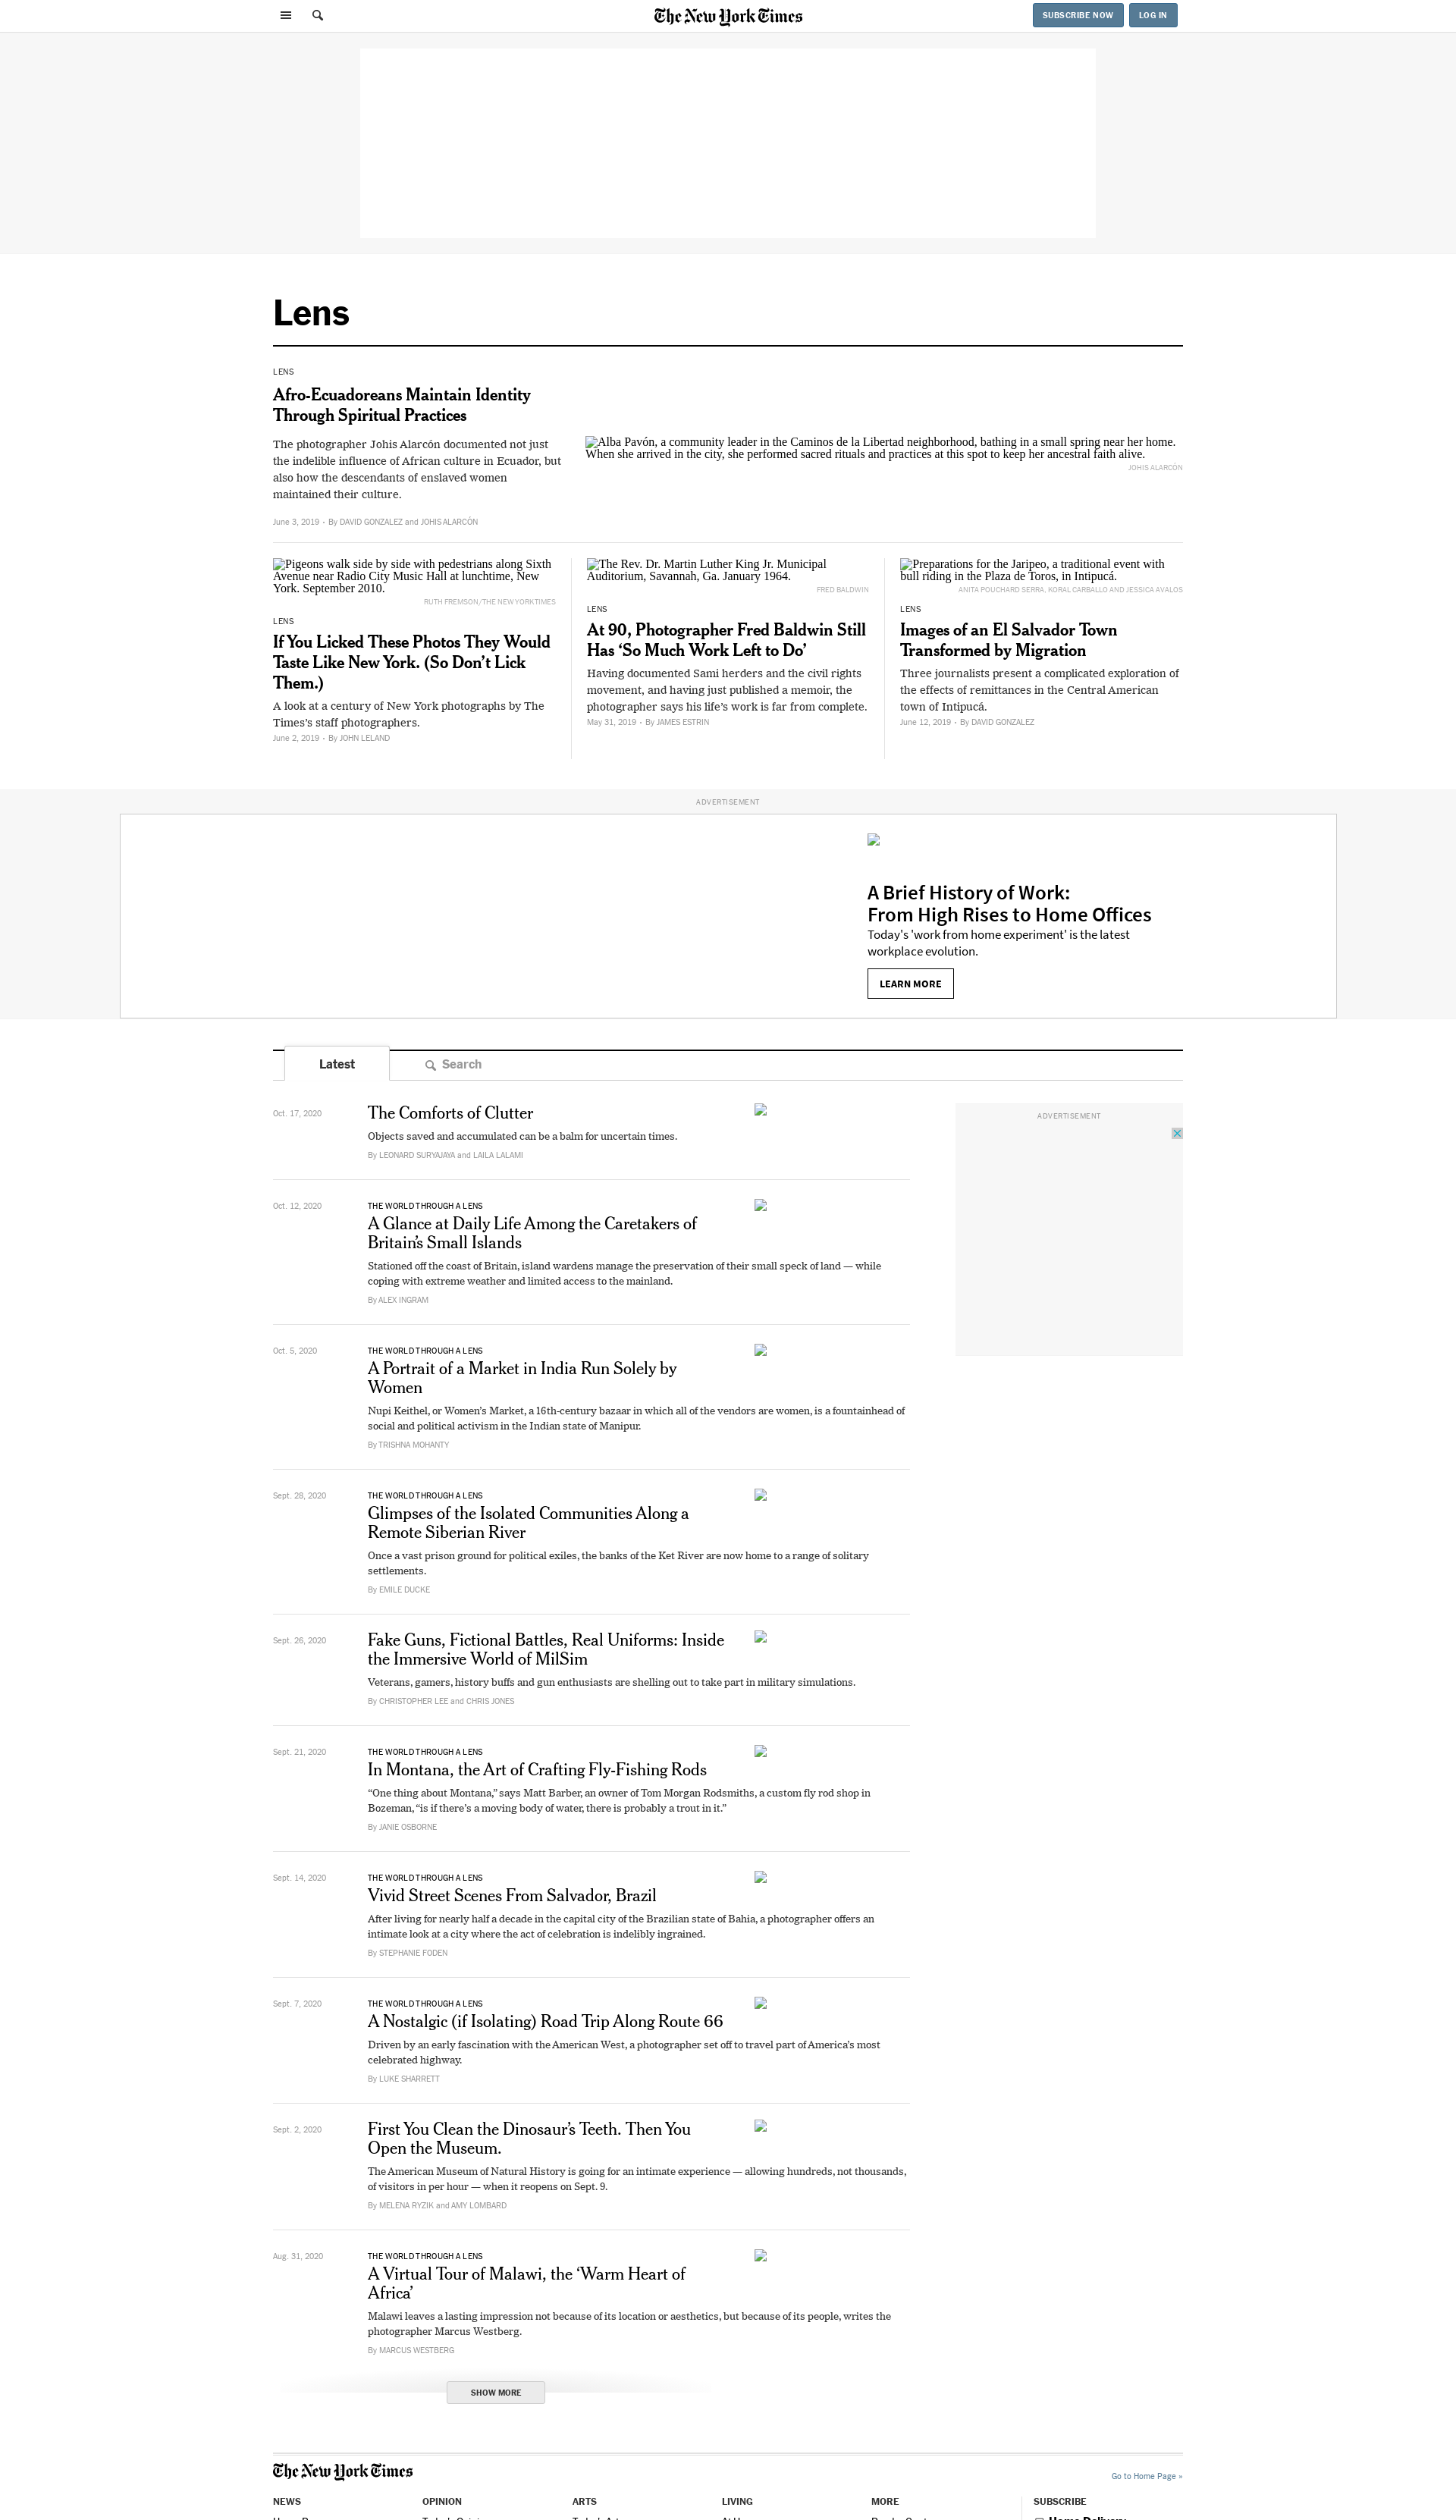 The New York Times
SUBSCRIBE NOW
LOG IN
Lens
LENS
Afro-Ecuadoreans Maintain Identity
Through Spiritual Practices
The photographer Johis Alarcón documented not just
the indelible influence of African culture in Ecuador, but
also how the descendants of enslaved women
maintained their culture.
June 3, 2019 • By DAVID GONZALEZ and JOHIS ALARCÓN
Alba Pavón, a community leader in the Caminos de la Libertad neighborhood, bathing in a small spring near her home.
When she arrived in the city, she performed sacred rituals and practices at this spot to keep her ancestral faith alive.
JOHIS ALARCÓN
Pigeons walk side by side with pedestrians along Sixth
Avenue near Radio City Music Hall at lunchtime, New
York. September 2010.
RUTH FREMSON/THE NEW YORK TIMES
LENS
If You Licked These Photos They Would
Taste Like New York. (So Don’t Lick
Them.)
A look at a century of New York photographs by The
Times’s staff photographers.
June 2, 2019 • By JOHN LELAND
The Rev. Dr. Martin Luther King Jr. Municipal
Auditorium, Savannah, Ga. January 1964.
FRED BALDWIN
LENS
At 90, Photographer Fred Baldwin Still
Has ‘So Much Work Left to Do’
Having documented Sami herders and the civil rights
movement, and having just published a memoir, the
photographer says his life’s work is far from complete.
May 31, 2019 • By JAMES ESTRIN
Preparations for the Jaripeo, a traditional event with
bull riding in the Plaza de Toros, in Intipucá.
ANITA POUCHARD SERRA, KORAL CARBALLO AND JESSICA AVALOS
LENS
Images of an El Salvador Town
Transformed by Migration
Three journalists present a complicated exploration of
the effects of remittances in the Central American
town of Intipucá.
June 12, 2019 • By DAVID GONZALEZ
ADVERTISEMENT
A Brief History of Work:
From High Rises to Home Offices
Today's 'work from home experiment' is the latest
workplace evolution.
LEARN MORE
Latest
Search
Oct. 17, 2020
The Comforts of Clutter
Objects saved and accumulated can be a balm for uncertain times.
By LEONARD SURYAJAYA and LAILA LALAMI
ADVERTISEMENT
Oct. 12, 2020
THE WORLD THROUGH A LENS
A Glance at Daily Life Among the Caretakers of
Britain’s Small Islands
Stationed off the coast of Britain, island wardens manage the preservation of their small speck of land — while
coping with extreme weather and limited access to the mainland.
By ALEX INGRAM
Oct. 5, 2020
THE WORLD THROUGH A LENS
A Portrait of a Market in India Run Solely by
Women
Nupi Keithel, or Women’s Market, a 16th-century bazaar in which all of the vendors are women, is a fountainhead of
social and political activism in the Indian state of Manipur.
By TRISHNA MOHANTY
Sept. 28, 2020
THE WORLD THROUGH A LENS
Glimpses of the Isolated Communities Along a
Remote Siberian River
Once a vast prison ground for political exiles, the banks of the Ket River are now home to a range of solitary
settlements.
By EMILE DUCKE
Sept. 26, 2020
Fake Guns, Fictional Battles, Real Uniforms: Inside
the Immersive World of MilSim
Veterans, gamers, history buffs and gun enthusiasts are shelling out to take part in military simulations.
By CHRISTOPHER LEE and CHRIS JONES
Sept. 21, 2020
THE WORLD THROUGH A LENS
In Montana, the Art of Crafting Fly-Fishing Rods
“One thing about Montana,” says Matt Barber, an owner of Tom Morgan Rodsmiths, a custom fly rod shop in
Bozeman, “is if there’s a moving body of water, there is probably a trout in it.”
By JANIE OSBORNE
Sept. 14, 2020
THE WORLD THROUGH A LENS
Vivid Street Scenes From Salvador, Brazil
After living for nearly half a decade in the capital city of the Brazilian state of Bahia, a photographer offers an
intimate look at a city where the act of celebration is indelibly ingrained.
By STEPHANIE FODEN
Sept. 7, 2020
THE WORLD THROUGH A LENS
A Nostalgic (if Isolating) Road Trip Along Route 66
Driven by an early fascination with the American West, a photographer set off to travel part of America’s most
celebrated highway.
By LUKE SHARRETT
Sept. 2, 2020
First You Clean the Dinosaur’s Teeth. Then You
Open the Museum.
The American Museum of Natural History is going for an intimate experience — allowing hundreds, not thousands,
of visitors in per hour — when it reopens on Sept. 9.
By MELENA RYZIK and AMY LOMBARD
Aug. 31, 2020
THE WORLD THROUGH A LENS
A Virtual Tour of Malawi, the ‘Warm Heart of
Africa’
Malawi leaves a lasting impression not because of its location or aesthetics, but because of its people, writes the
photographer Marcus Westberg.
By MARCUS WESTBERG
SHOW MORE
The New York Times
Go to Home Page »
NEWS
OPINION
ARTS
LIVING
MORE
SUBSCRIBE